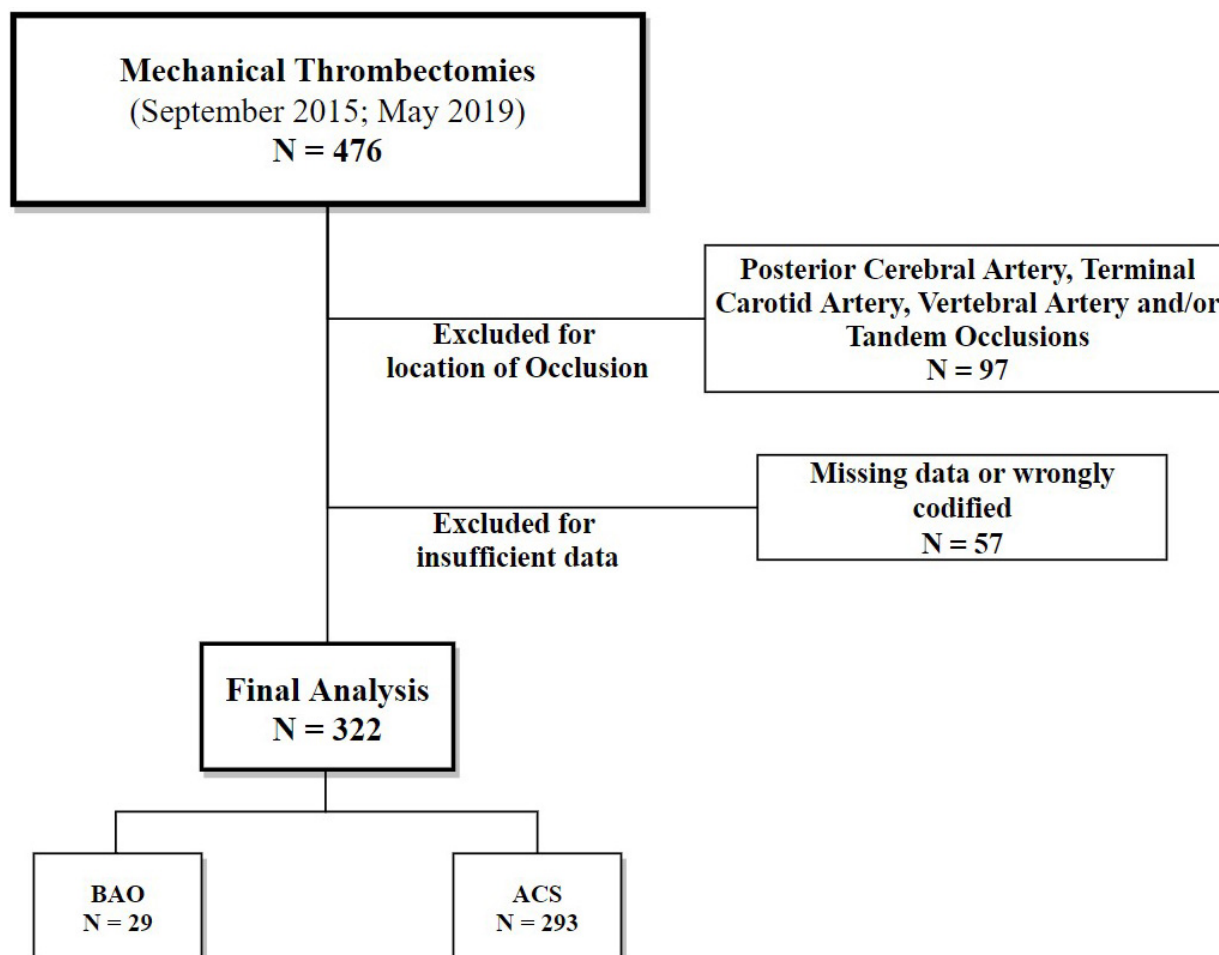 Mechanical Thrombectomies
(September 2015; May 2019)
N = 476
Posterior Cerebral Artery, Terminal
Carotid Artery, Vertebral Artery and/or
Tandem Occlusions
N = 97
Excluded for
location of Occlusion
Missing data or wrongly
codified
N = 57
Excluded for
insufficient data
Final Analysis
N = 322
BAO
N = 29
ACS
N = 293